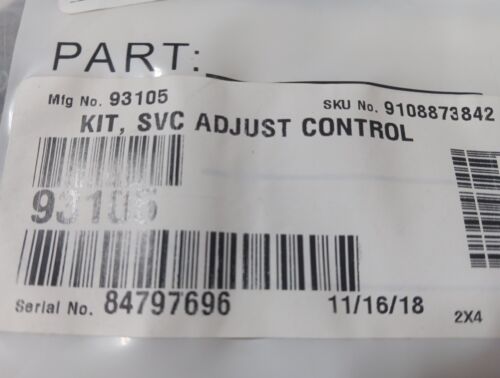 PART:
Mfg No. 93105
SKU No. 9108873842
KIT, SVC ADJUST CONTROL
93105
Serial No. 84797696
11/16/18
2X4